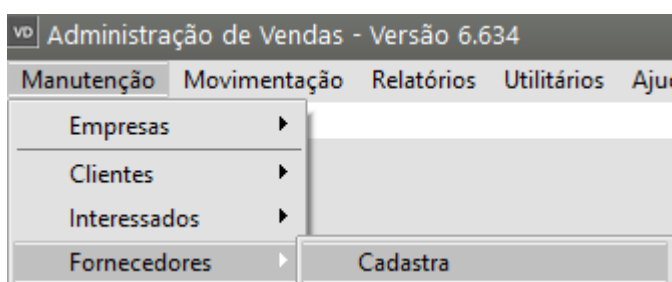 VD Administração de Vendas - Versão 6.634
Manutenção Movimentação Relatórios Utilitários
Empresas
Clientes
Interessados
Fornecedores Cadastra